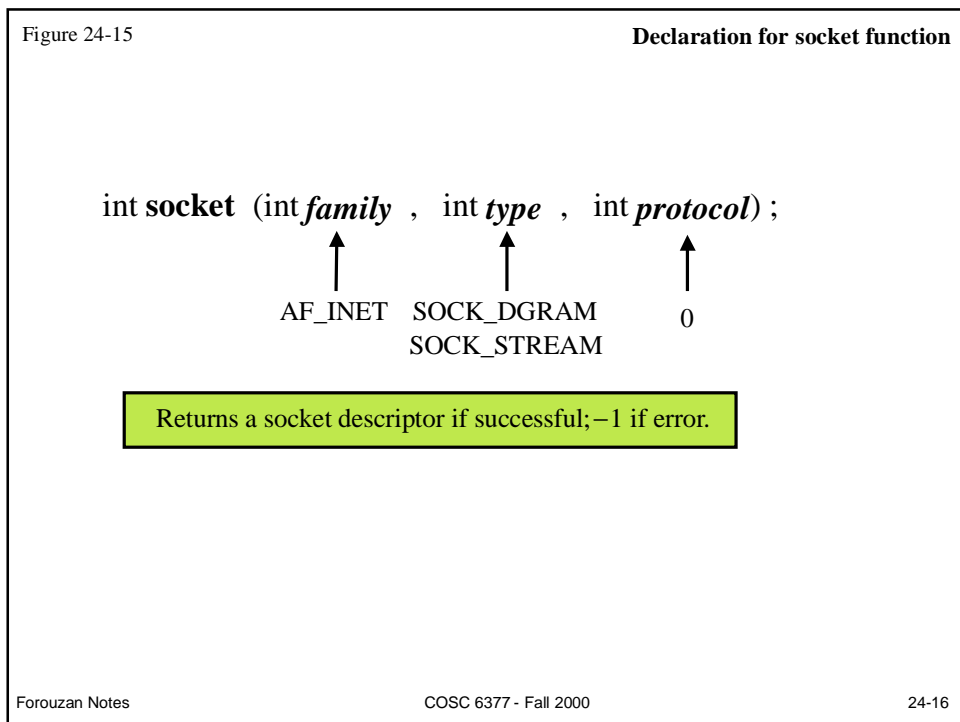 Figure 24-15 Declaration for socket function
int socket (int family , int type , int protocol) ;
AF_INET SOCK_DGRAM 0
SOCK_STREAM
Returns a socket descriptor if successful; −1 if error.
Forouzan Notes COSC 6377 - Fall 2000 24-16